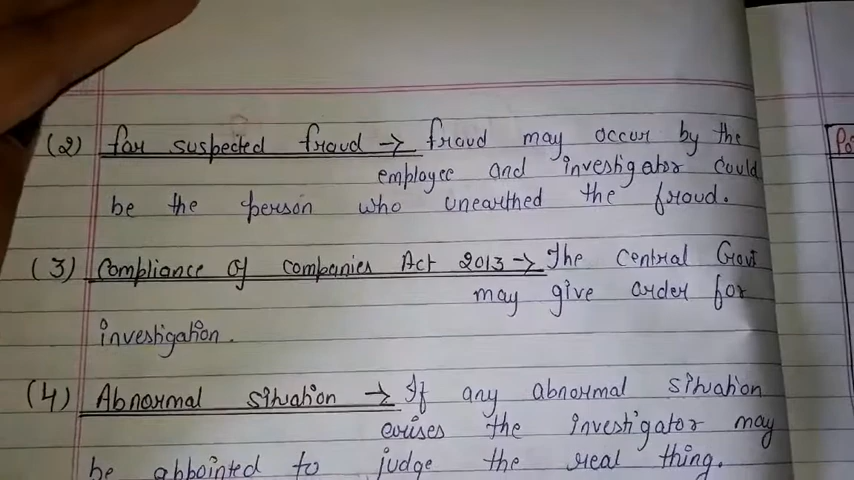 (2) for suspected fraud → fraud may occur by the
employee and investigator could
be the person who unearthed the fraud.
(3) Compliance of companies Act 2013 → The central Govt
may give order for
investigation.
(4) Abnormal situation → If any abnormal situation
arises the investigator may
be appointed to judge the real thing.